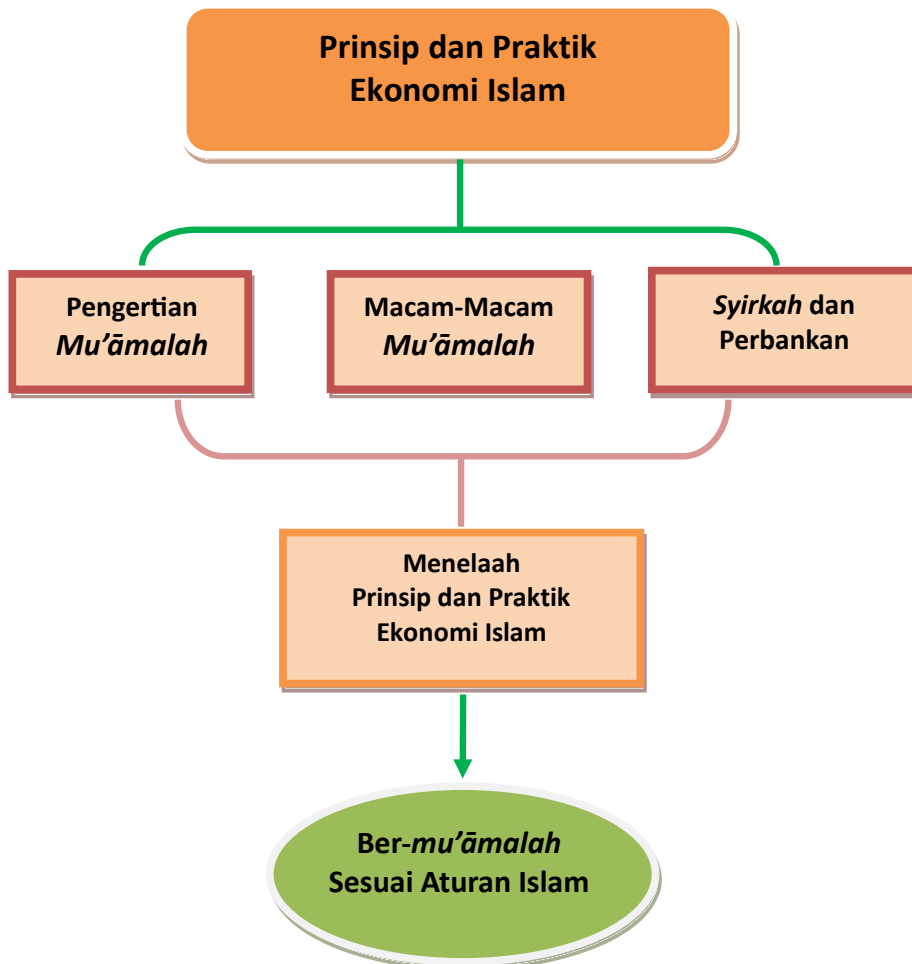 Prinsip dan Praktik
Ekonomi Islam
Pengertian
Mu’āmalah
Macam-Macam
Mu’āmalah
Syirkah dan
Perbankan
Menelaah
Prinsip dan Praktik
Ekonomi Islam
Ber-mu’āmalah
Sesuai Aturan Islam